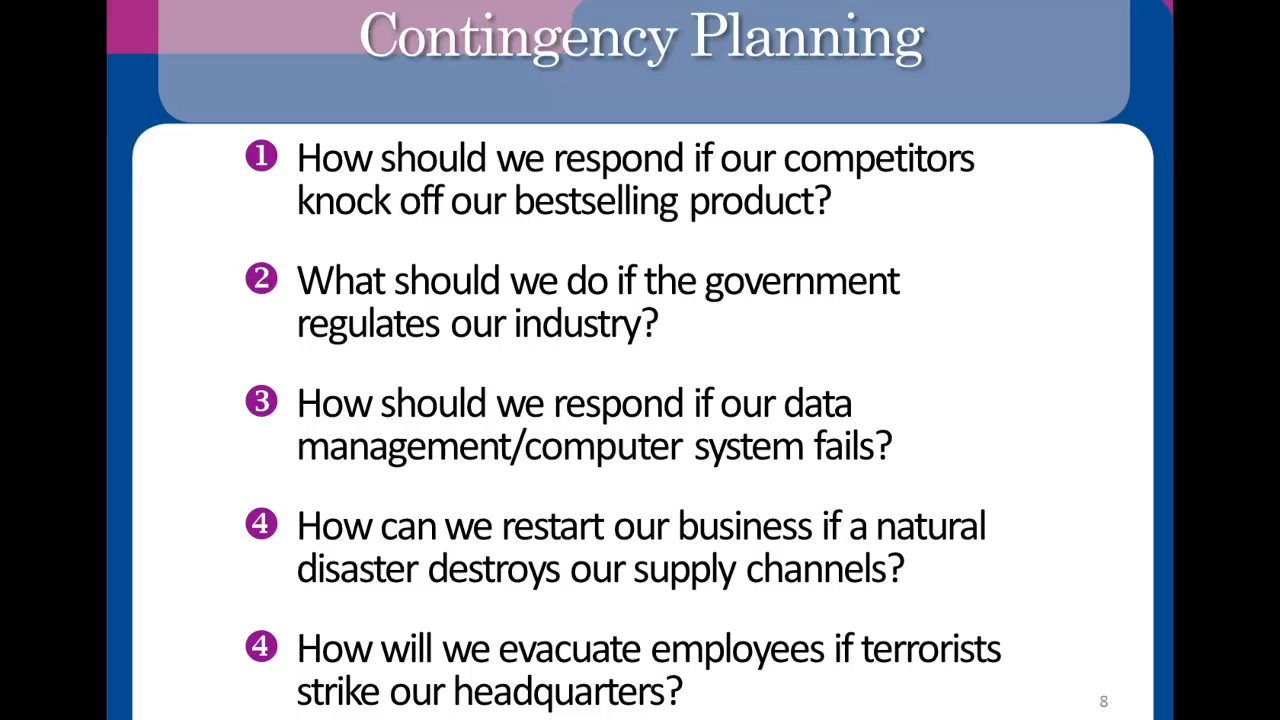 Contingency Planning
❶ How should we respond if our competitors
knock off our bestselling product?
❷ What should we do if the government
regulates our industry?
❸ How should we respond if our data
management/computer system fails?
❹ How can we restart our business if a natural
disaster destroys our supply channels?
❹ How will we evacuate employees if terrorists
strike our headquarters?
8